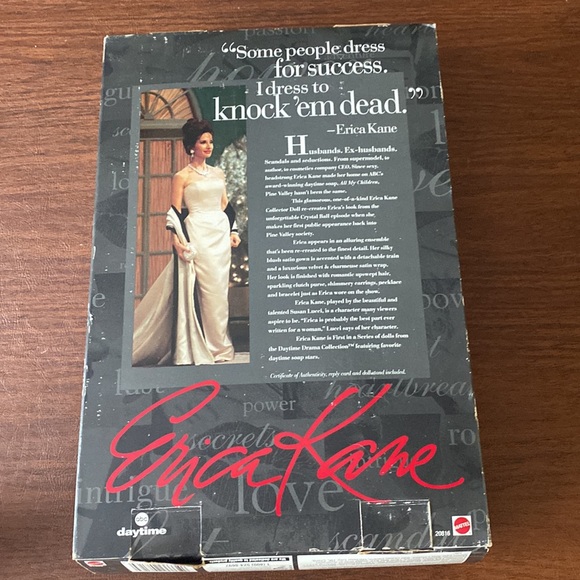 “Some people dress
for success.
I dress to
knock 'em dead.”
–Erica Kane
Husbands. Ex-husbands.
Scandals and seductions. From supermodel, to
author, to cosmetics company CEO. Since sexy,
headstrong Erica Kane made her home on ABC's
award-winning daytime soap, All My Children,
Pine Valley hasn't been the same.
This glamorous, one-of-a-kind Erica Kane
Collector Doll re-creates Erica's look from the
unforgettable Crystal Ball episode when she
makes her first public appearance back into
Pine Valley society.
Erica appears in an alluring ensemble
that's been re-created to the finest detail. Her silky
blush satin gown is accented with a detachable train
and a luxurious velvet & charmeuse satin wrap.
Her look is finished with romantic upswept hair,
sparkling clutch purse, shimmery earrings, necklace
and bracelet just as Erica wore on the show.
Erica Kane, played by the beautiful and
talented Susan Lucci, is a character many viewers
aspire to be. “Erica is probably the best part ever
written for a woman,” Lucci says of her character.
Erica Kane is First in a Series of dolls from
the Daytime Drama Collection™ featuring favorite
daytime soap stars.
Certificate of Authenticity, reply card and dollstand included.
love
lust
heartbreak
power
secrets
Erica Kane
intrigue
love
scandal
abc
daytime
20816
MATTEL